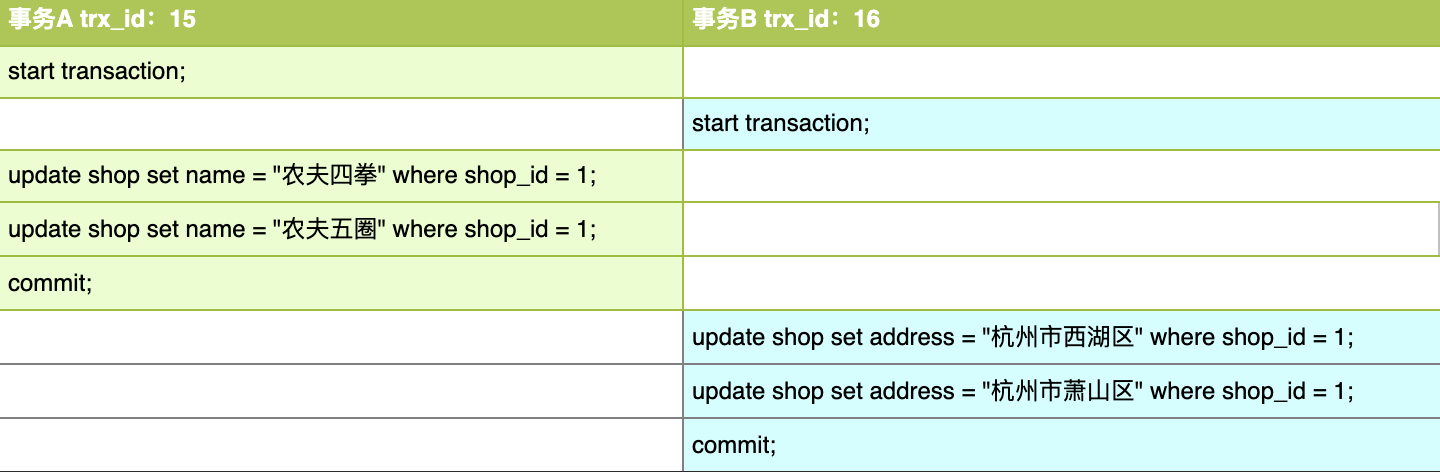 事务A trx_id：15
事务B trx_id：16
start transaction;
start transaction;
update shop set name = "农夫四拳" where shop_id = 1;
update shop set name = "农夫五圈" where shop_id = 1;
commit;
update shop set address = "杭州市西湖区" where shop_id = 1;
update shop set address = "杭州市萧山区" where shop_id = 1;
commit;